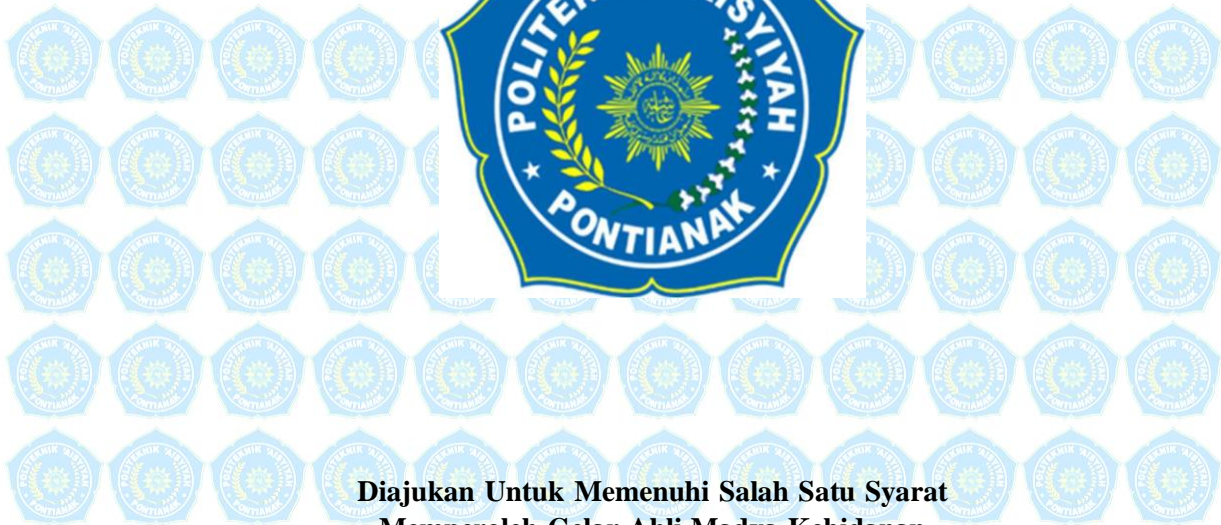 PONTIANAK
Diajukan Untuk Memenuhi Salah Satu Syarat
Memperoleh Gelar Ahli Madya Kebidanan